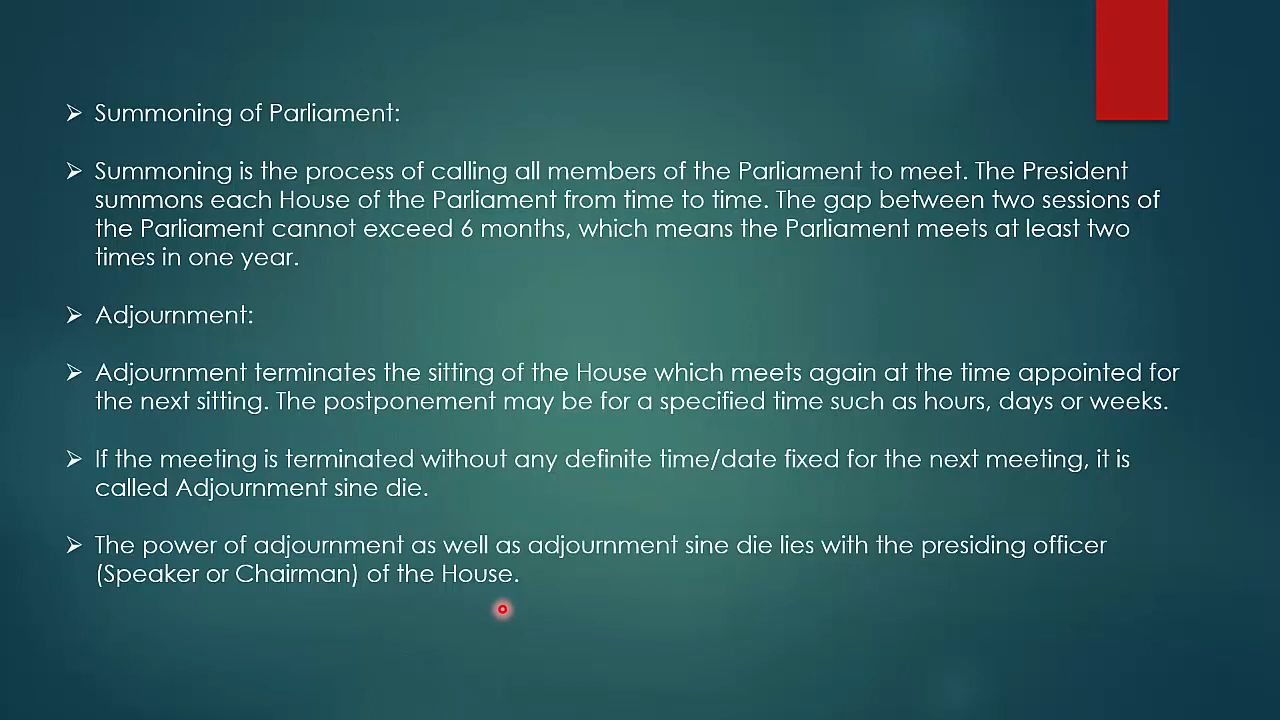 Summoning of Parliament:
Summoning is the process of calling all members of the Parliament to meet. The President
summons each House of the Parliament from time to time. The gap between two sessions of
the Parliament cannot exceed 6 months, which means the Parliament meets at least two
times in one year.
Adjournment:
Adjournment terminates the sitting of the House which meets again at the time appointed for
the next sitting. The postponement may be for a specified time such as hours, days or weeks.
If the meeting is terminated without any definite time/date fixed for the next meeting, it is
called Adjournment sine die.
The power of adjournment as well as adjournment sine die lies with the presiding officer
(Speaker or Chairman) of the House.